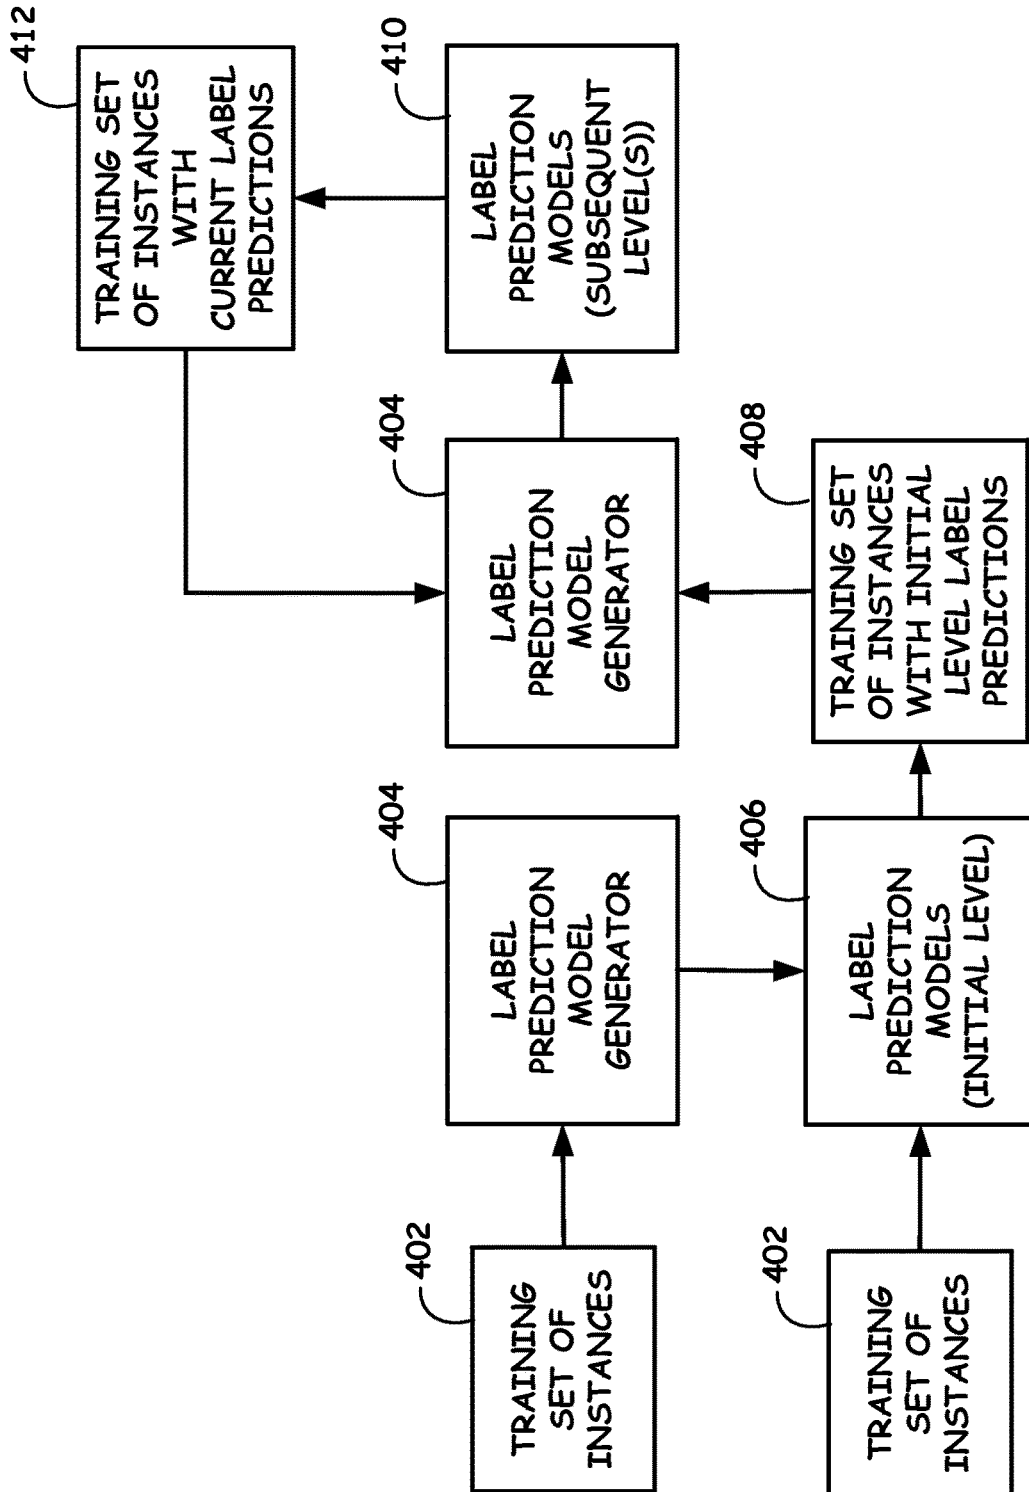 402
TRAINING
SET OF
INSTANCES
404
LABEL
PREDICTION
MODEL
GENERATOR
404
LABEL
PREDICTION
MODEL
GENERATOR
410
LABEL
PREDICTION
MODELS
(SUBSEQUENT
LEVEL(S))
412
TRAINING SET
OF INSTANCES
WITH
CURRENT LABEL
PREDICTIONS
402
TRAINING
SET OF
INSTANCES
406
LABEL
PREDICTION
MODELS
(INITIAL LEVEL)
408
TRAINING SET
OF INSTANCES
WITH INITIAL
LEVEL LABEL
PREDICTIONS